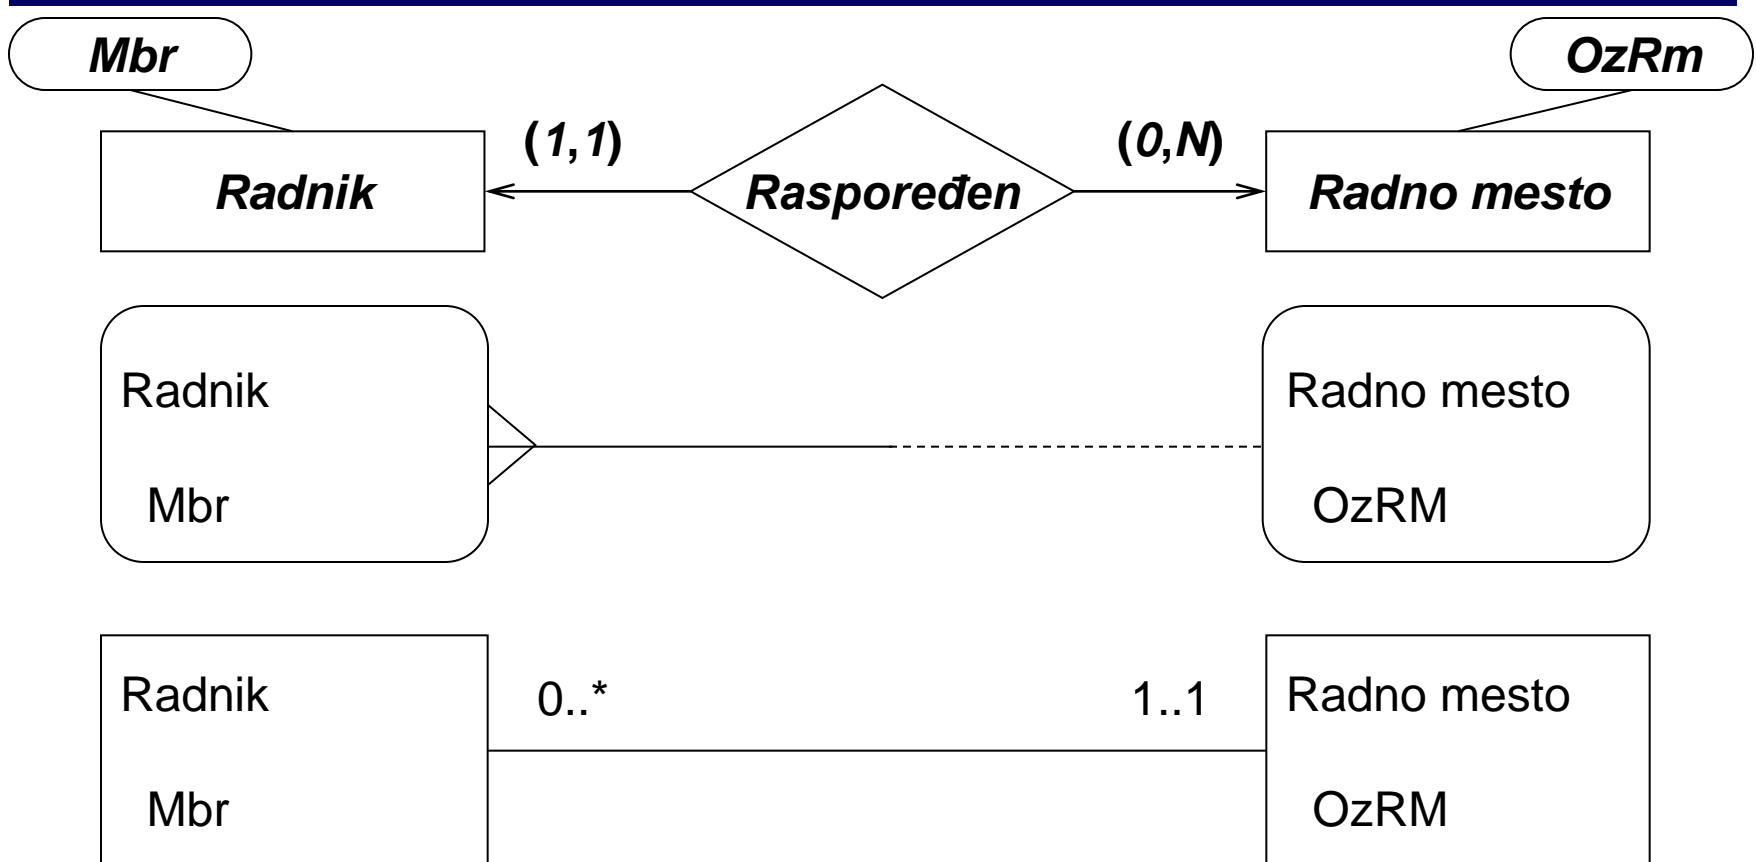 Mbr
OzRm
(1,1)
(0,N)
Radnik
Raspoređen
Radno mesto
Radnik
Radno mesto
Mbr
OzRM
Radnik
0..*
1..1
Radno mesto
Mbr
OzRM